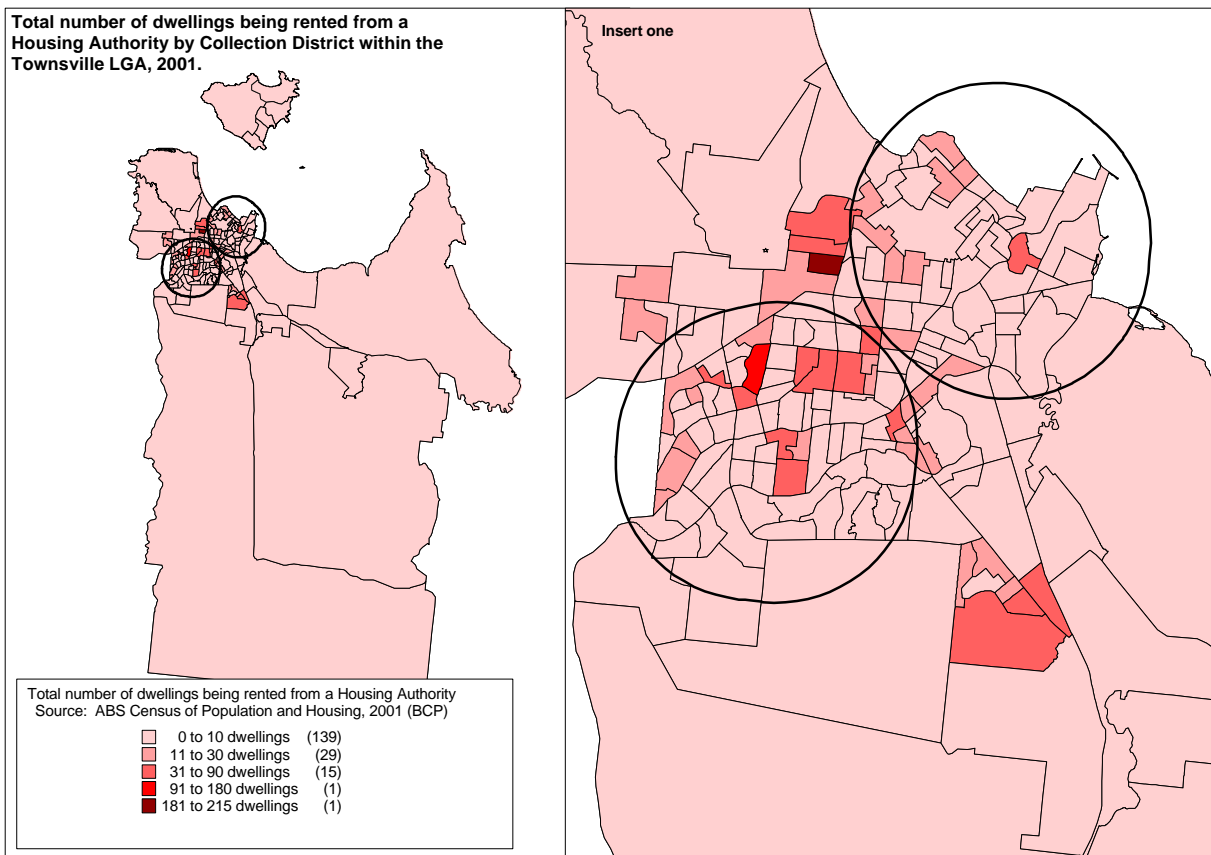 Total number of dwellings being rented from a
Housing Authority by Collection District within the
Townsville LGA, 2001.
Insert one
Total number of dwellings being rented from a Housing Authority
Source: ABS Census of Population and Housing, 2001 (BCP)
0 to 10 dwellings (139)
11 to 30 dwellings (29)
31 to 90 dwellings (15)
91 to 180 dwellings (1)
181 to 215 dwellings (1)